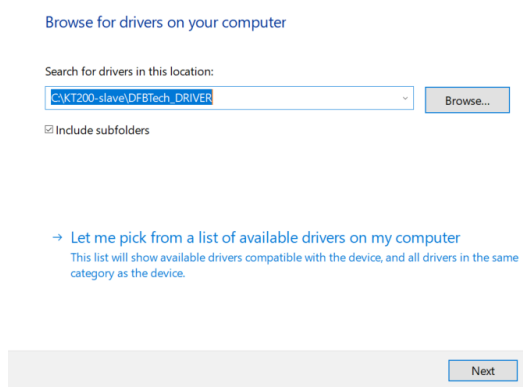 Browse for drivers on your computer
Search for drivers in this location:
C:\KT200-slave\DFBTech_DRIVER
Browse...
Include subfolders
→ Let me pick from a list of available drivers on my computer
This list will show available drivers compatible with the device, and all drivers in the same
category as the device.
Next